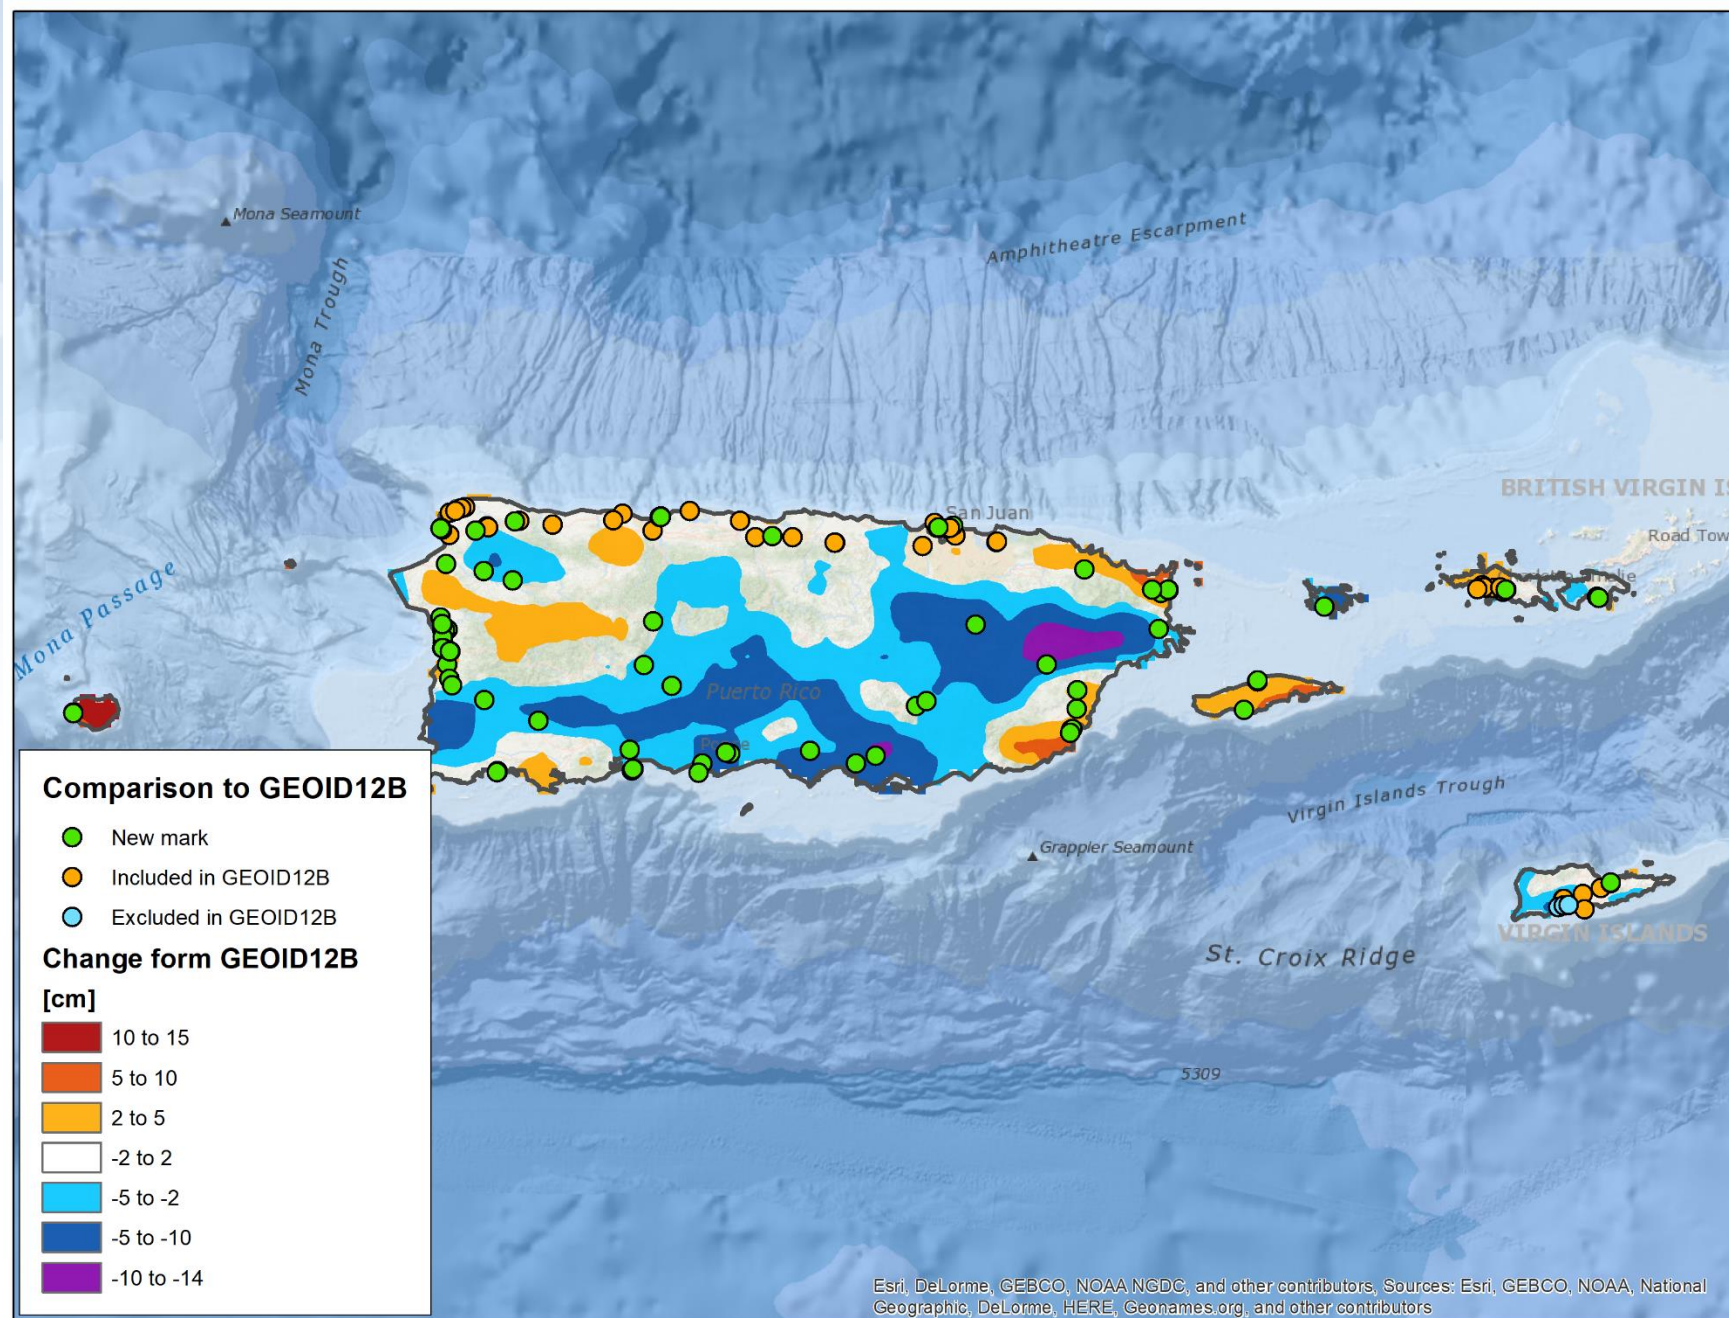 Mona Seamount
Amphitheatre Escarpment
Mona Trough
BRITISH VIRGIN IS
San Juan
Road Tow
Mona Passage
Puerto Rico
Virgin Islands Trough
Grappler Seamount
VIRGIN ISLANDS
St. Croix Ridge
5309
Comparison to GEOID12B
New mark
Included in GEOID12B
Excluded in GEOID12B
Change form GEOID12B
[cm]
10 to 15
5 to 10
2 to 5
-2 to 2
-5 to -2
-5 to -10
-10 to -14
Esri, DeLorme, GEBCO, NOAA NGDC, and other contributors, Sources: Esri, GEBCO, NOAA, National
Geographic, DeLorme, HERE, Geonames.org, and other contributors